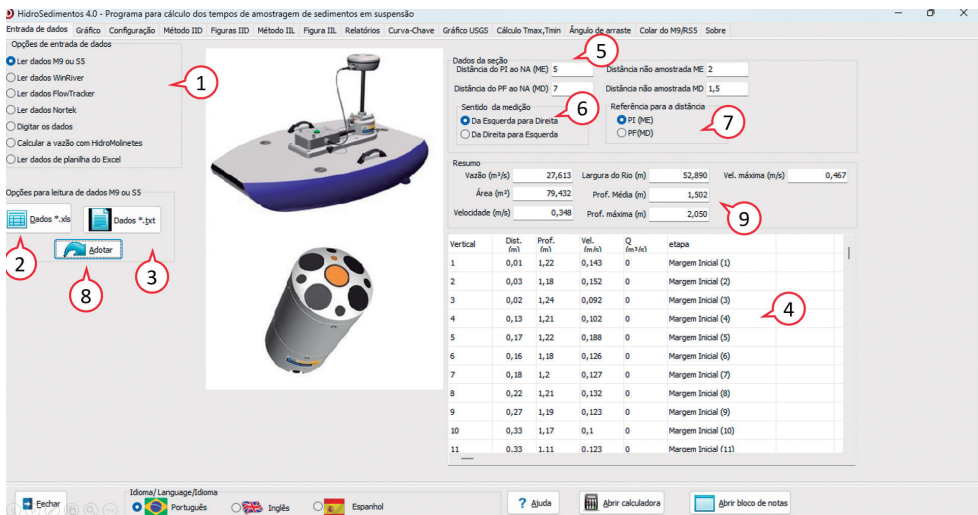 HidroSedimentos 4.0 - Programa para cálculo dos tempos de amostragem de sedimentos em suspensão
Entrada de dados Gráfico Configuração Método IID Figuras IID Método IIL Figura IIL Relatórios Curva-Chave Gráfico USGS Cálculo Tmax,Tmin Ângulo de arraste Colar do M9/RS5 Sobre
Opções de entrada de dados
Ler dados M9 ou S5
Ler dados WinRiver
Ler dados FlowTracker
Ler dados Nortek
Digitar os dados
Calcular a vazão com HidroMolinetes
Ler dados de planilha do Excel
1
Opções para leitura de dados M9 ou S5
Dados *.xls
Dados *.txt
Adotar
2
8
3
5
Dados da seção
Distância do PI ao NA (ME) 5 Distância não amostrada ME 2
Distância do PF ao NA (MD) 7 Distância não amostrada MD 1,5
Sentido da medição
Da Esquerda para Direita
Da Direita para Esquerda
6
Referência para a distância
PI (ME)
PF(MD)
7
Resumo
Vazão (m³/s) 27,613 Largura do Rio (m) 52,890 Vel. máxima (m/s) 0,467
Área (m²) 79,432 Prof. Média (m) 1,502
Velocidade (m/s) 0,348 Prof. máxima (m) 2,050
9
Vertical Dist. (m) Prof. (m) Vel. (m/s) Q (m³/s) etapa
1 0,01 1,22 0,143 0 Margem Inicial (1)
2 0,03 1,18 0,152 0 Margem Inicial (2)
3 0,02 1,24 0,092 0 Margem Inicial (3)
4 0,13 1,21 0,102 0 Margem Inicial (4)
5 0,17 1,22 0,188 0 Margem Inicial (5)
6 0,16 1,18 0,126 0 Margem Inicial (6)
7 0,18 1,2 0,127 0 Margem Inicial (7)
8 0,22 1,21 0,132 0 Margem Inicial (8)
9 0,27 1,19 0,123 0 Margem Inicial (9)
10 0,33 1,17 0,1 0 Margem Inicial (10)
11 0,33 1,11 0,123 0 Margem Inicial (11)
4
Fechar
Idioma/Language/Idioma
Português Inglês Espanhol
? Ajuda
Abrir calculadora
Abrir bloco de notas